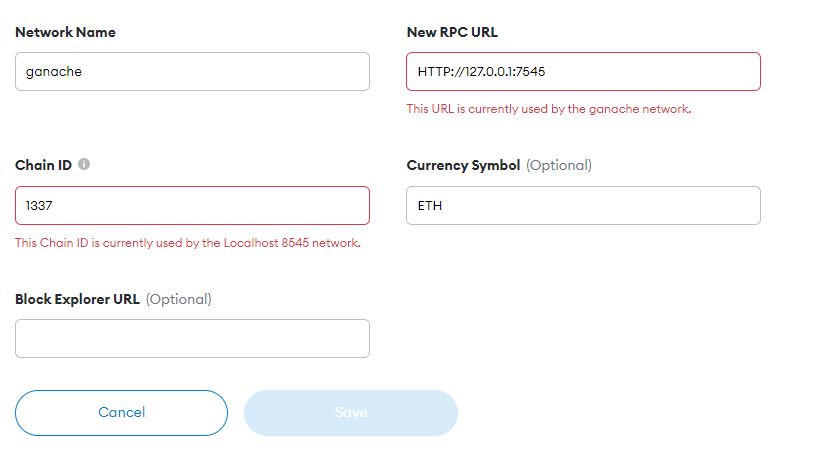 Network Name
New RPC URL
ganache
HTTP://127.0.0.1:7545
This URL is currently used by the ganache network.
Chain ID
Currency Symbol (Optional)
1337
ETH
This Chain ID is currently used by the Localhost 8545 network.
Block Explorer URL (Optional)
Cancel
Save